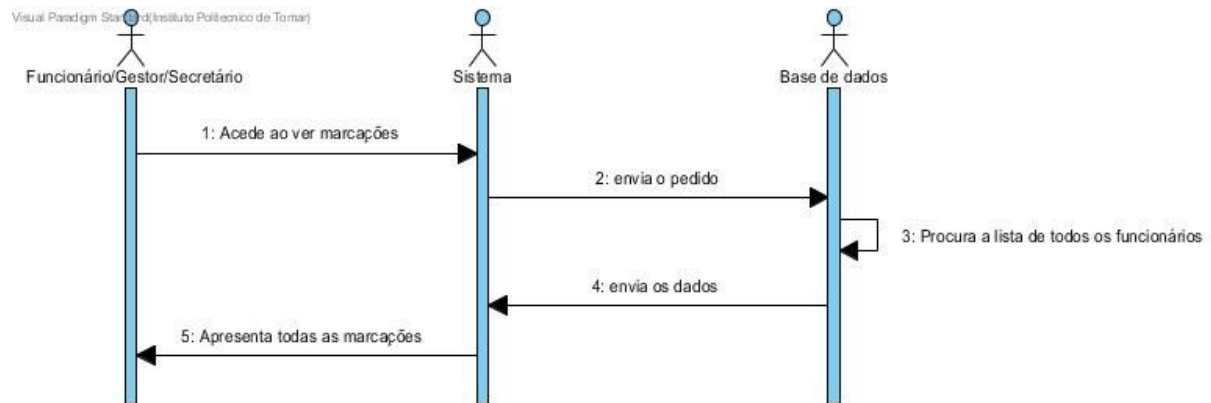 Visual Paradigm Standard(Instituto Politecnico de Tomar)
Funcionário/Gestor/Secretário
Sistema
Base de dados
1: Acede ao ver marcações
2: envia o pedido
3: Procura a lista de todos os funcionários
4: envia os dados
5: Apresenta todas as marcações